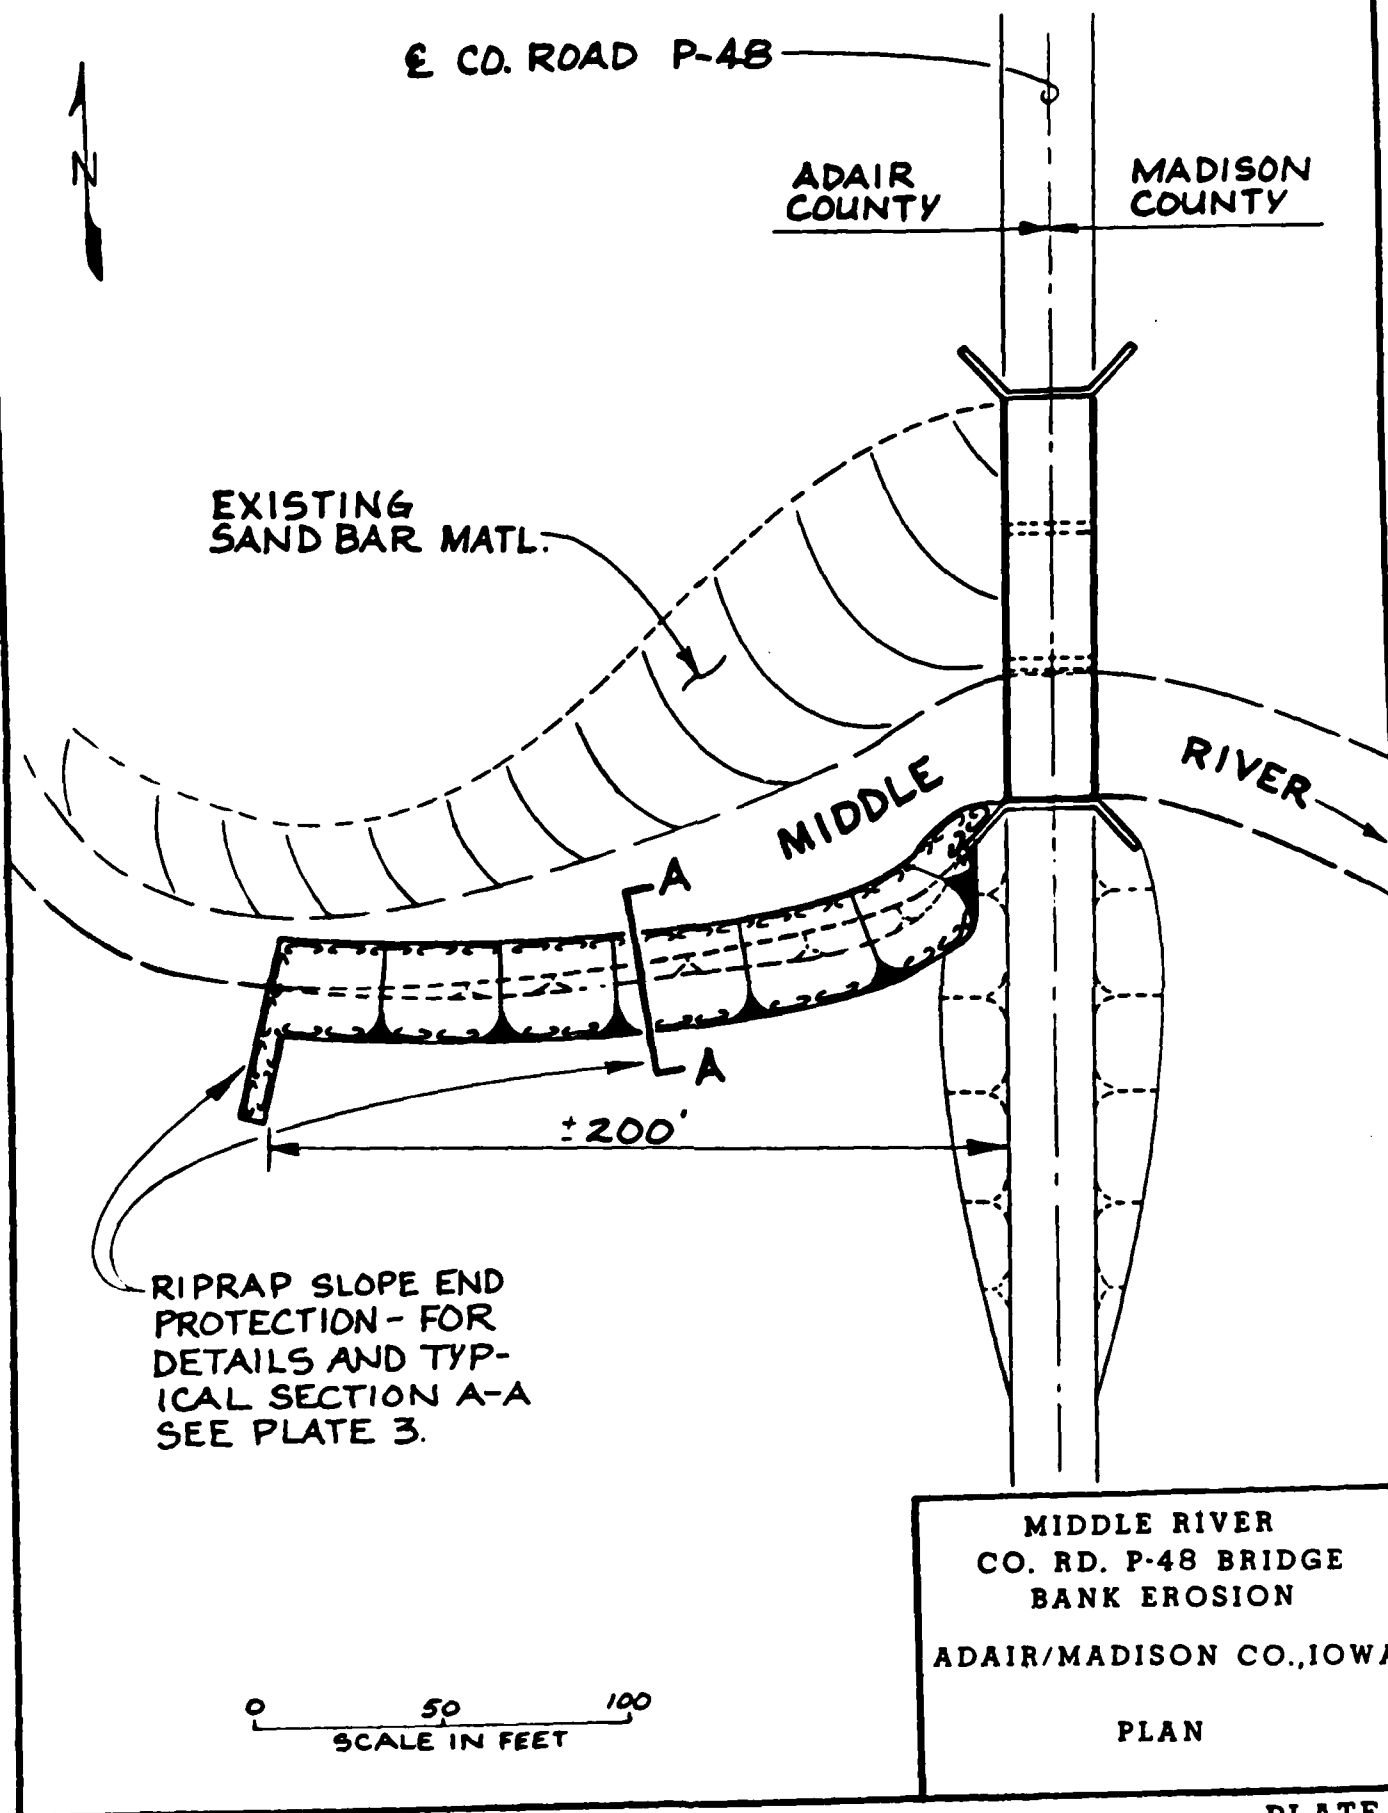 ℄ CO. ROAD P-48
N
ADAIR
COUNTY
MADISON
COUNTY
EXISTING
SAND BAR MATL.
MIDDLE
RIVER
A
A
±200'
RIPRAP SLOPE END
PROTECTION - FOR
DETAILS AND TYP-
ICAL SECTION A-A
SEE PLATE 3.
0 50 100
SCALE IN FEET
MIDDLE RIVER
CO. RD. P-48 BRIDGE
BANK EROSION
ADAIR/MADISON CO., IOWA
PLAN
PLATE